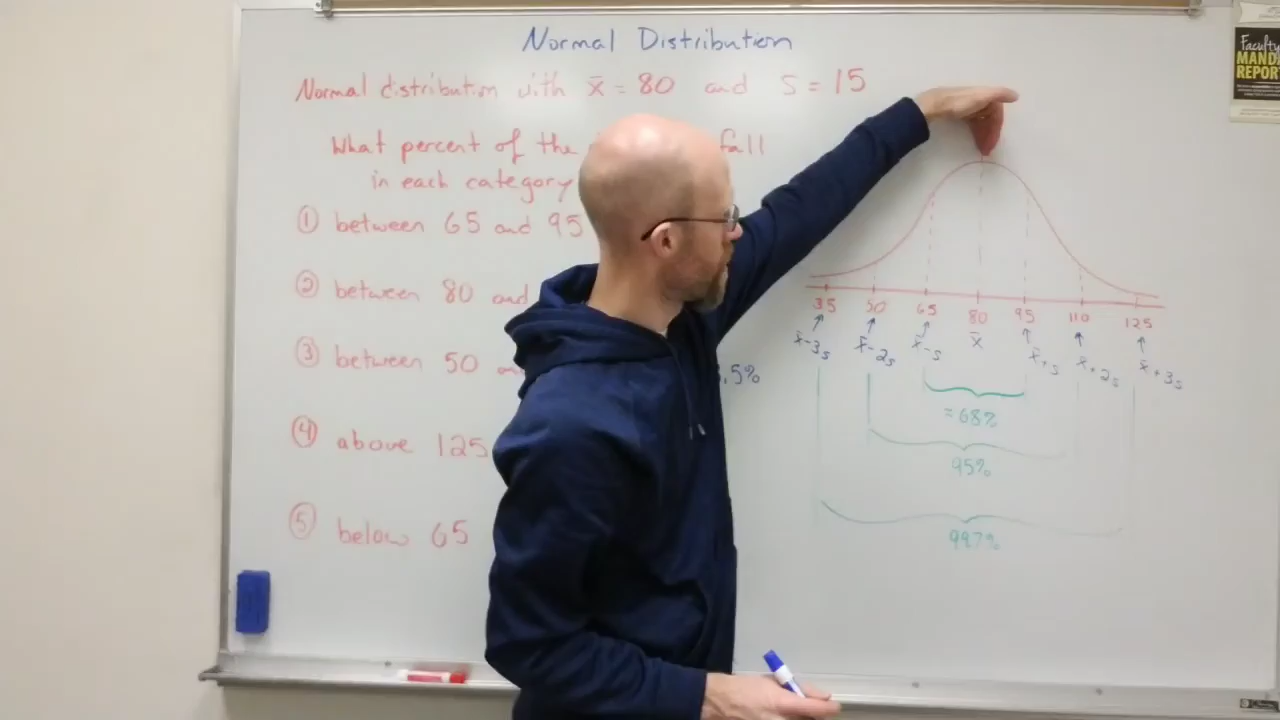 Normal Distribution
Normal distribution with x̄ = 80 and S = 15
What percent of the fall
in each category
① between 65 and 95
② between 80 and
③ between 50
.5%
④ above 125
⑤ below 65
35 50 65 80 95 110 125
x̄-3s x̄-2s x̄-s x̄ x̄+s x̄+2s x̄+3s
≈68%
95%
99.7%
Faculty
MANDA
REPOR